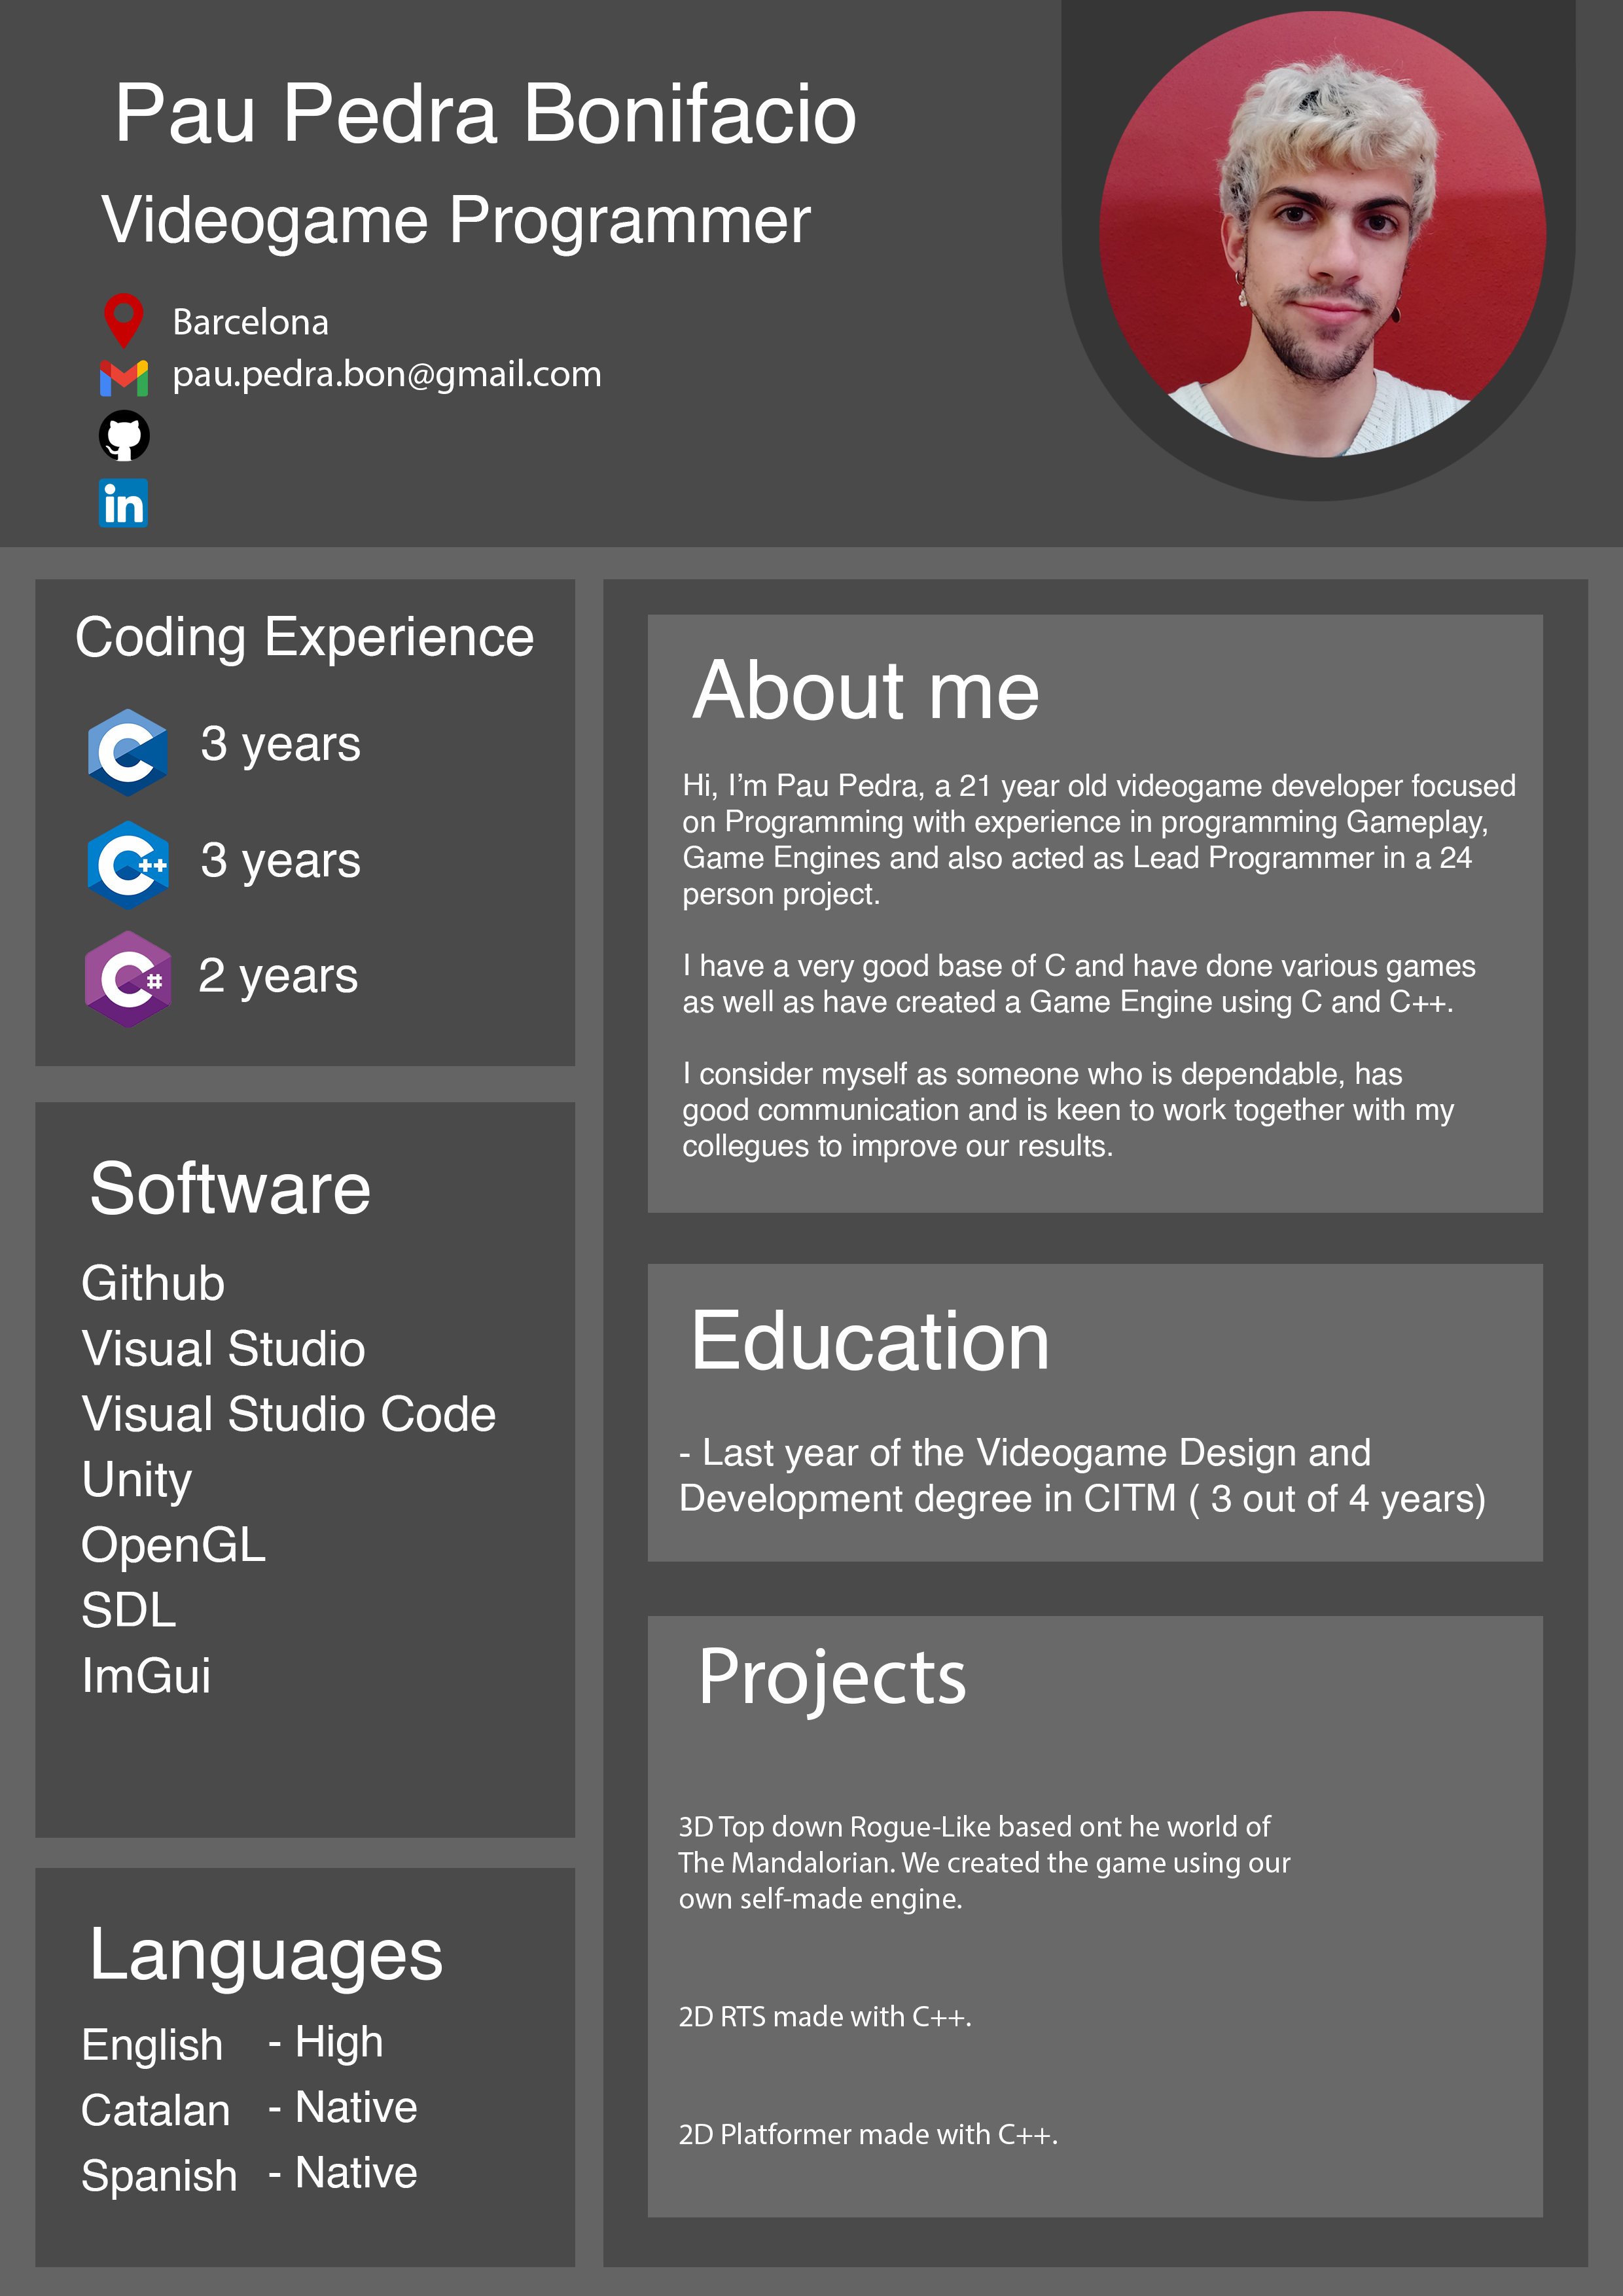 Pau Pedra Bonifacio
Videogame Programmer
Barcelona
pau.pedra.bon@gmail.com
in
Coding Experience
C 3 years
C++ 3 years
C# 2 years
Software
Github
Visual Studio
Visual Studio Code
Unity
OpenGL
SDL
ImGui
Languages
English - High
Catalan - Native
Spanish - Native
About me
Hi, I’m Pau Pedra, a 21 year old videogame developer focused
on Programming with experience in programming Gameplay,
Game Engines and also acted as Lead Programmer in a 24
person project.
I have a very good base of C and have done various games
as well as have created a Game Engine using C and C++.
I consider myself as someone who is dependable, has
good communication and is keen to work together with my
collegues to improve our results.
Education
- Last year of the Videogame Design and
Development degree in CITM ( 3 out of 4 years)
Projects
3D Top down Rogue-Like based ont he world of
The Mandalorian. We created the game using our
own self-made engine.
2D RTS made with C++.
2D Platformer made with C++.